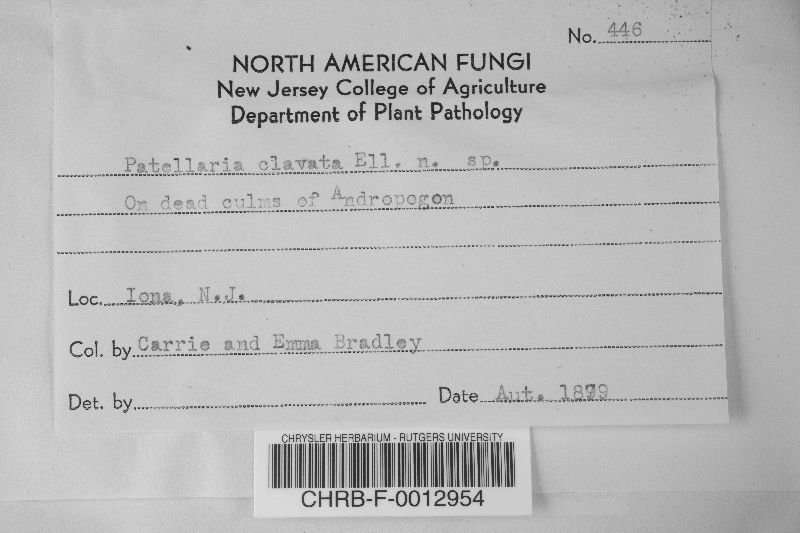 No. 446
NORTH AMERICAN FUNGI
New Jersey College of Agriculture
Department of Plant Pathology
Patellaria clavata Ell. n. sp.
On dead culms of Andropogon
Loc. Iona, N.J.
Col. by Carrie and Emma Bradley
Det. by
Date Aut. 1879
CHRYSLER HERBARIUM - RUTGERS UNIVERSITY
CHRB-F-0012954